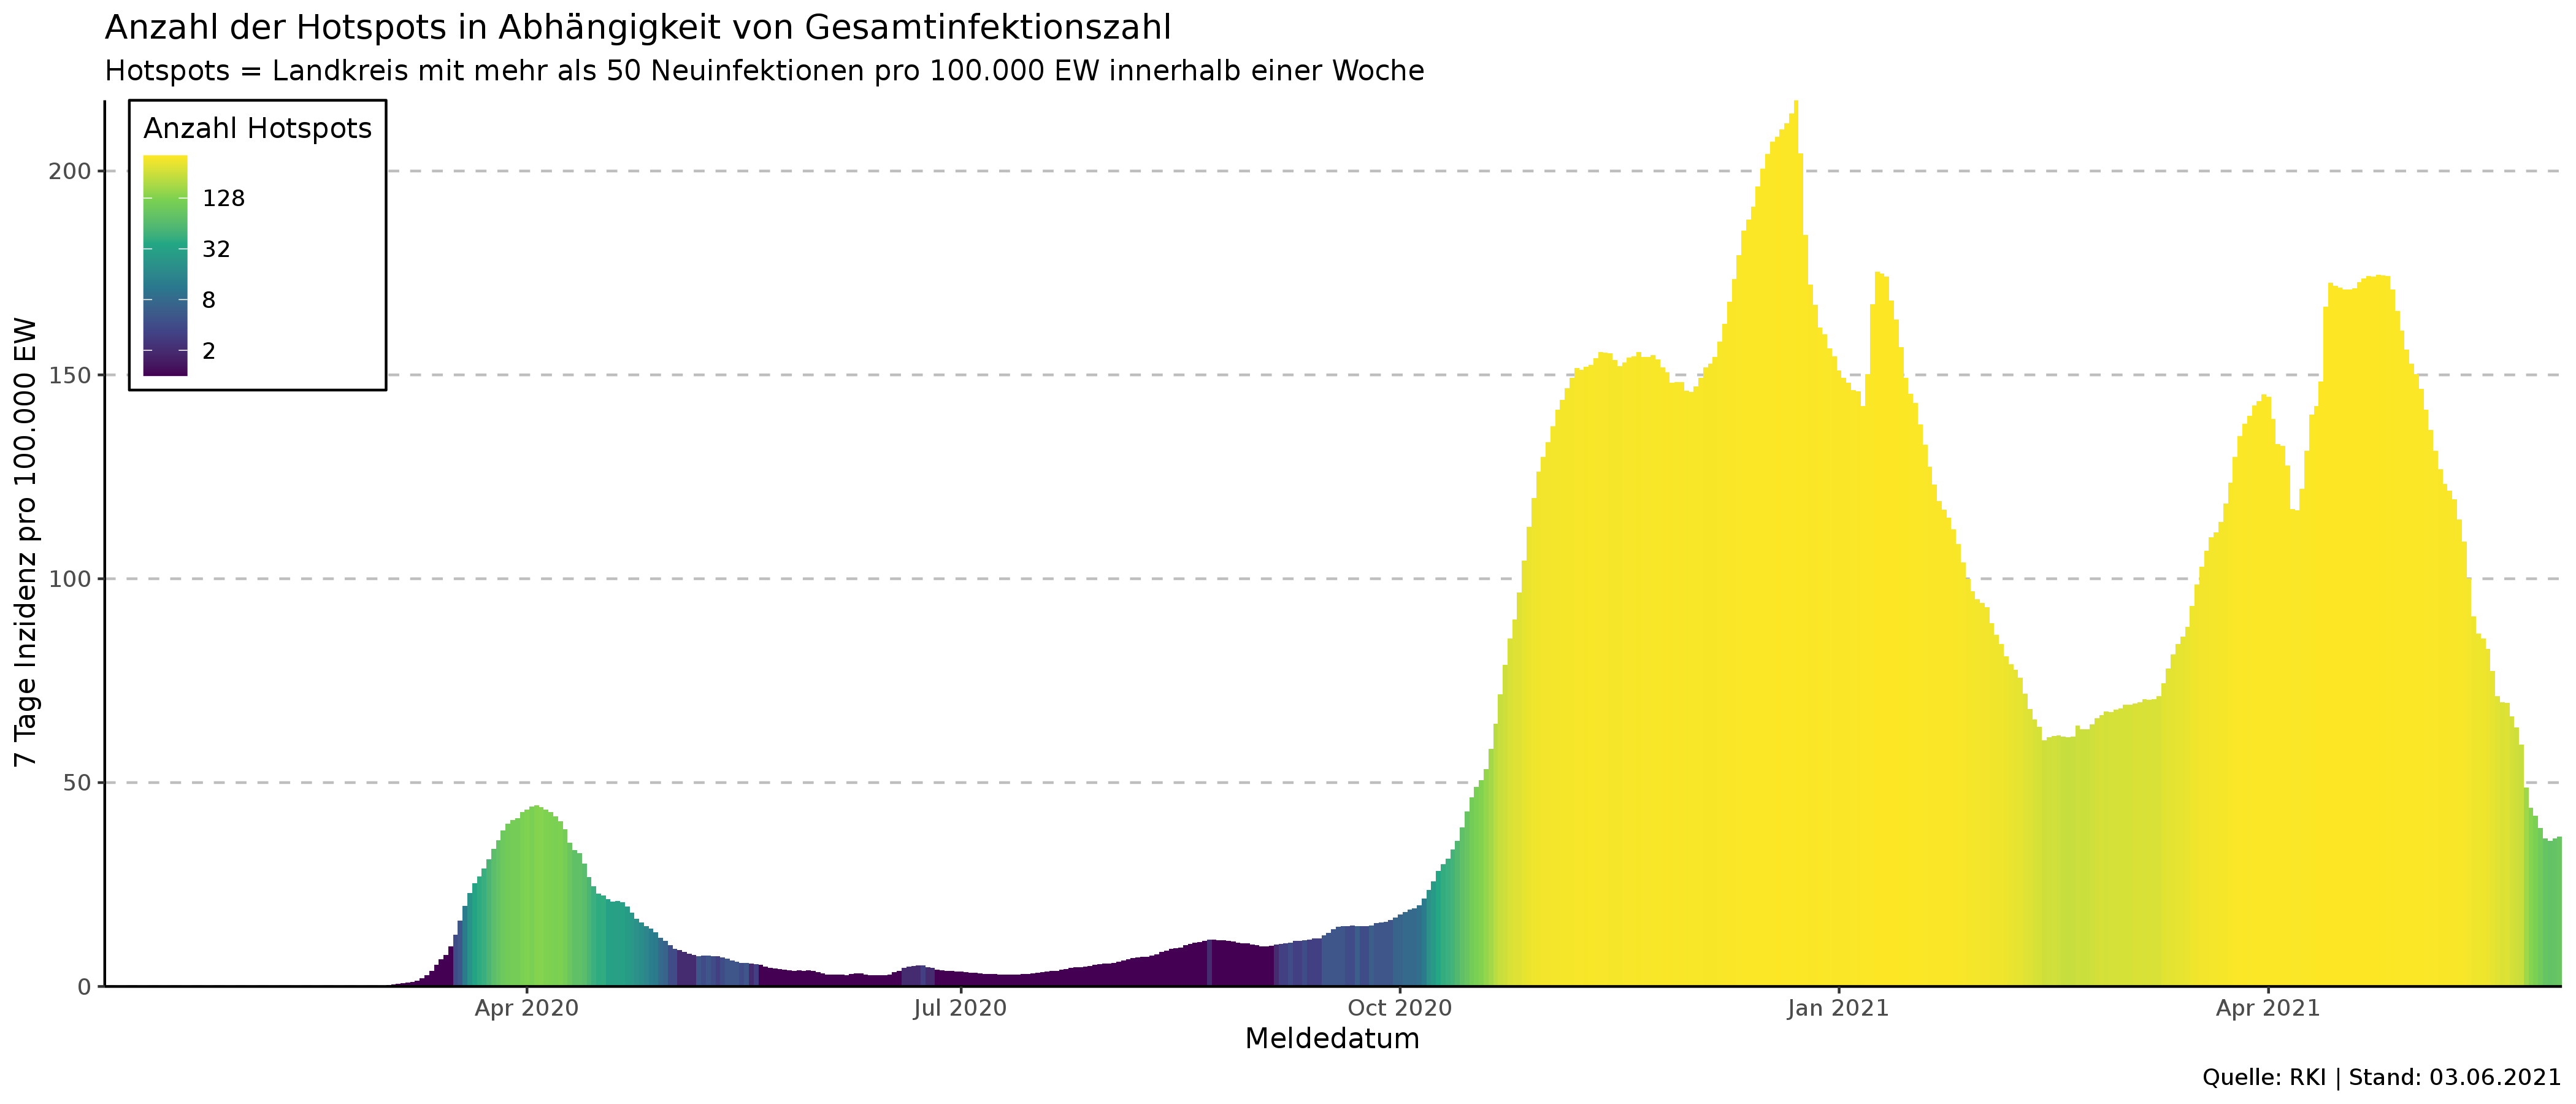 Anzahl der Hotspots in Abhängigkeit von Gesamtinfektionszahl
Hotspots = Landkreis mit mehr als 50 Neuinfektionen pro 100.000 EW innerhalb einer Woche
Anzahl Hotspots
128
32
8
2
7 Tage Inzidenz pro 100.000 EW
200
150
100
50
0
Apr 2020 Jul 2020 Oct 2020 Jan 2021 Apr 2021
Meldedatum
Quelle: RKI | Stand: 03.06.2021